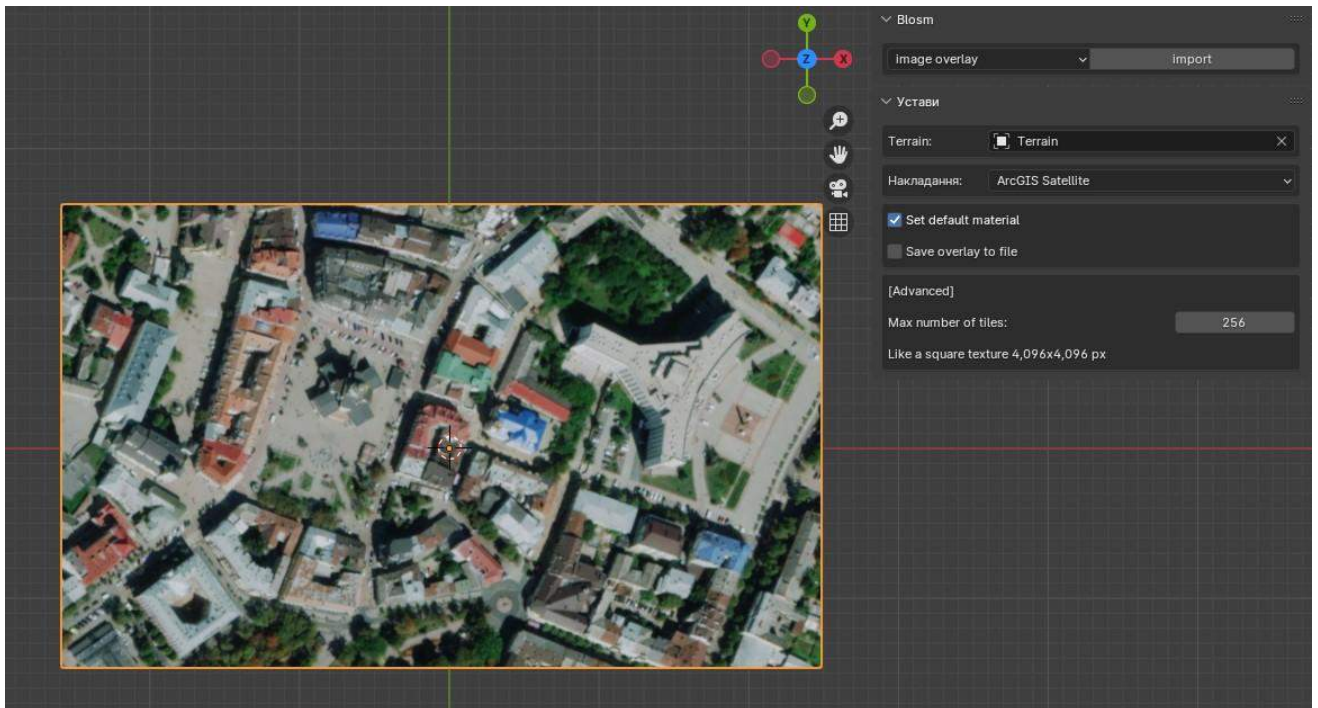 Blosm
image overlay
import
Устави
Terrain:
Terrain
Накладання:
ArcGIS Satellite
Set default material
Save overlay to file
[Advanced]
Max number of tiles:
256
Like a square texture 4,096x4,096 px
Y
Z
X